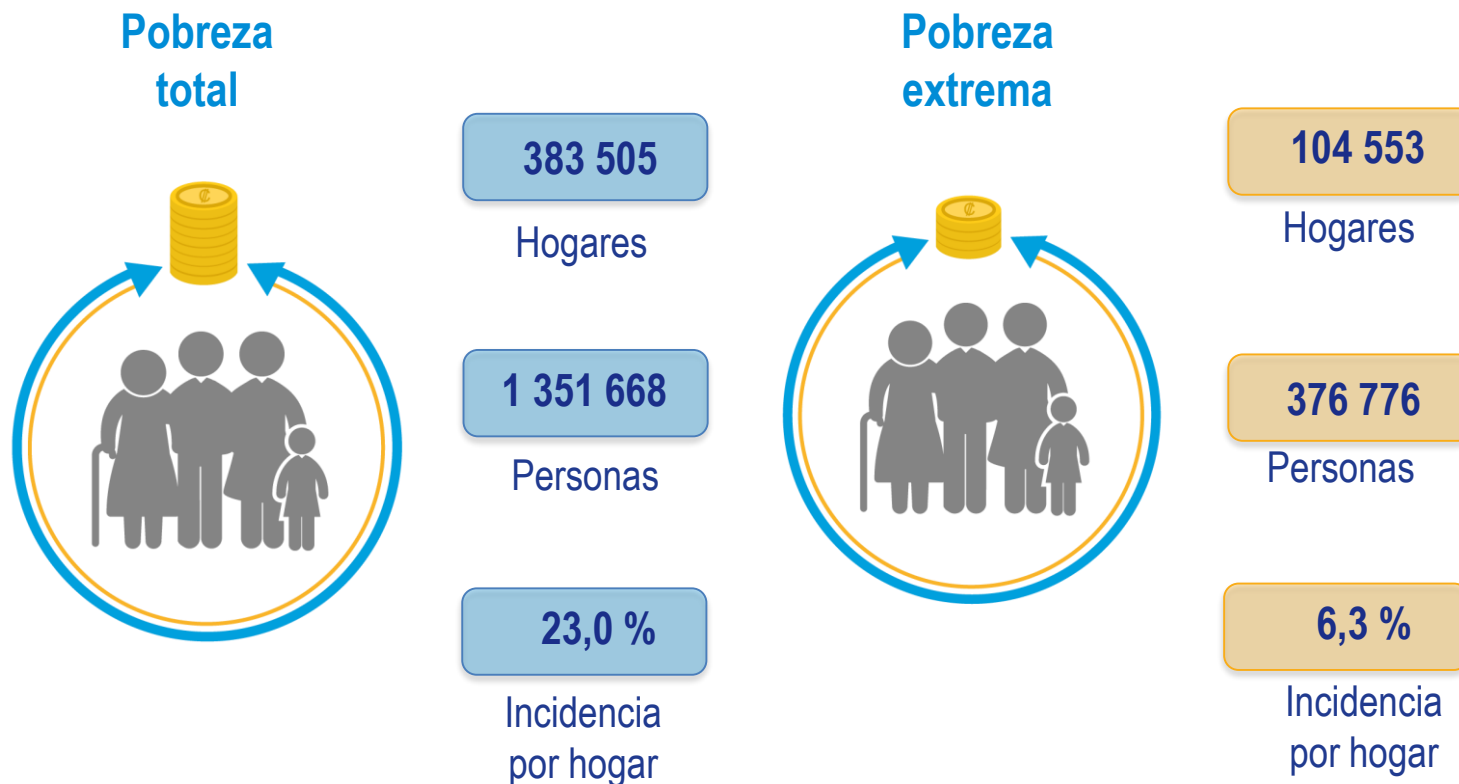 Pobreza
total
383 505
Hogares
1 351 668
Personas
23,0 %
Incidencia
por hogar
Pobreza
extrema
104 553
Hogares
376 776
Personas
6,3 %
Incidencia
por hogar
₡
₡